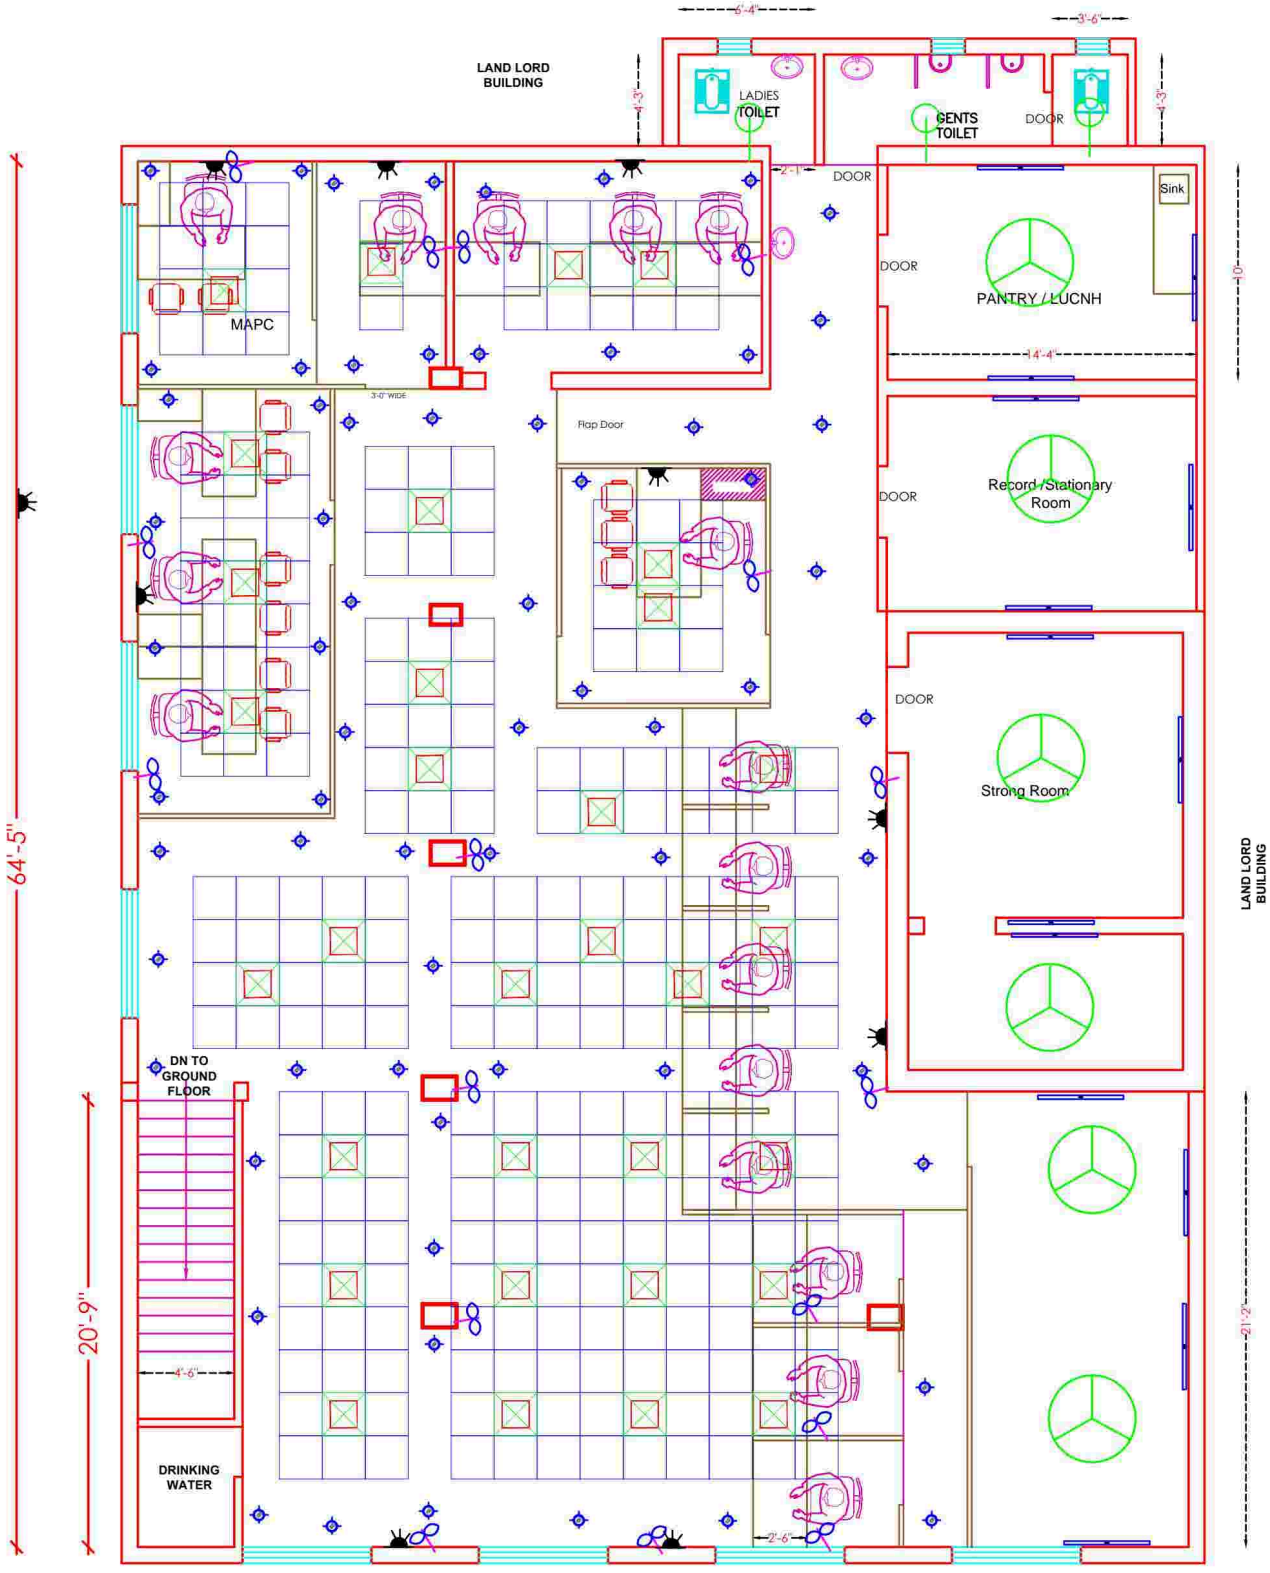 6'-4"
3'-6"
LAND LORD
BUILDING
4'-3"
LADIES
TOILET
GENTS
TOILET
DOOR
4'-3"
2'-1"
DOOR
Sink
DOOR
PANTRY / LUCNH
10'
MAPC
14'-4"
3'-0" WIDE
Flap Door
Record /Stationary
Room
DOOR
DOOR
Strong Room
64'-5"
LAND LORD
BUILDING
DN TO
GROUND
FLOOR
20'-9"
21'-2"
4'-6"
DRINKING
WATER
2'-6"